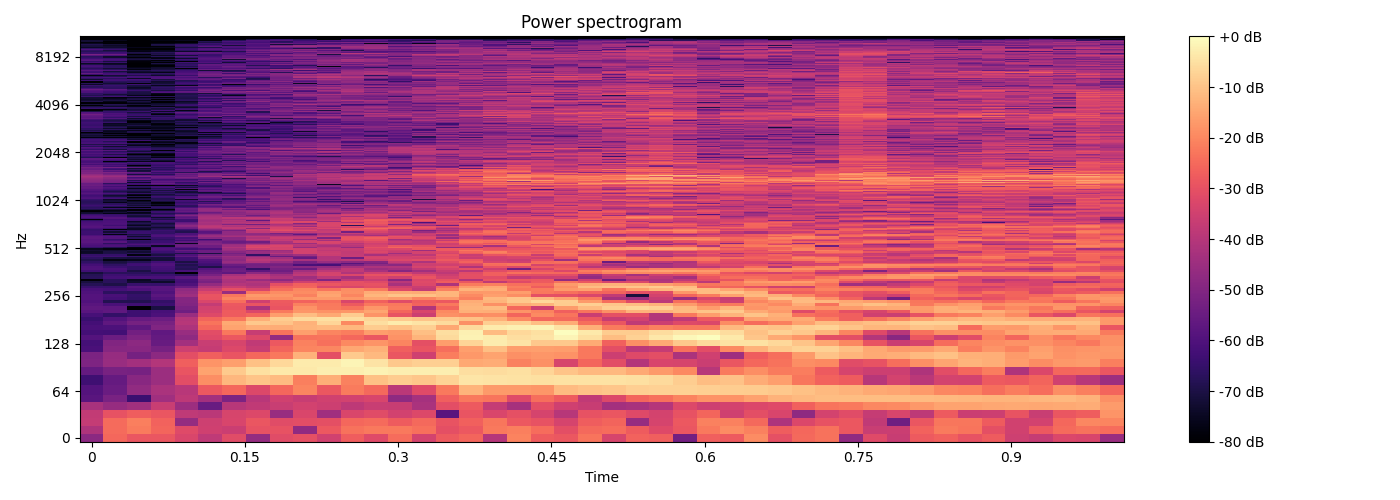 Power spectrogram
8192
4096
2048
1024
512
256
128
64
0
Hz
0 0.15 0.3 0.45 0.6 0.75 0.9
Time
+0 dB
-10 dB
-20 dB
-30 dB
-40 dB
-50 dB
-60 dB
-70 dB
-80 dB